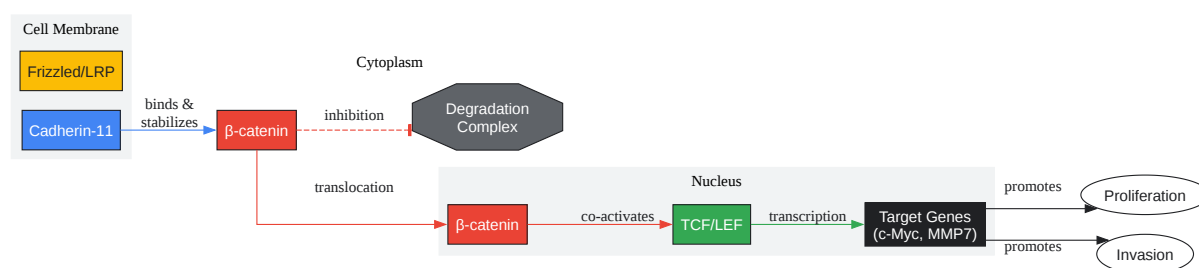 Cell Membrane
Frizzled/LRP
Cytoplasm
Cadherin-11
binds &
stabilizes
β-catenin
inhibition
Degradation
Complex
translocation
Nucleus
β-catenin
co-activates
TCF/LEF
transcription
Target Genes
(c-Myc, MMP7)
promotes
Proliferation
promotes
Invasion